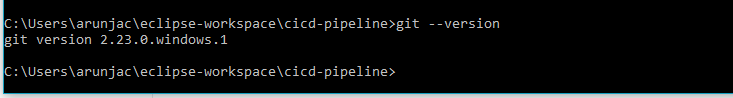 C:\Users\arunjac\eclipse-workspace\cicd-pipeline>git --version
git version 2.23.0.windows.1
C:\Users\arunjac\eclipse-workspace\cicd-pipeline>